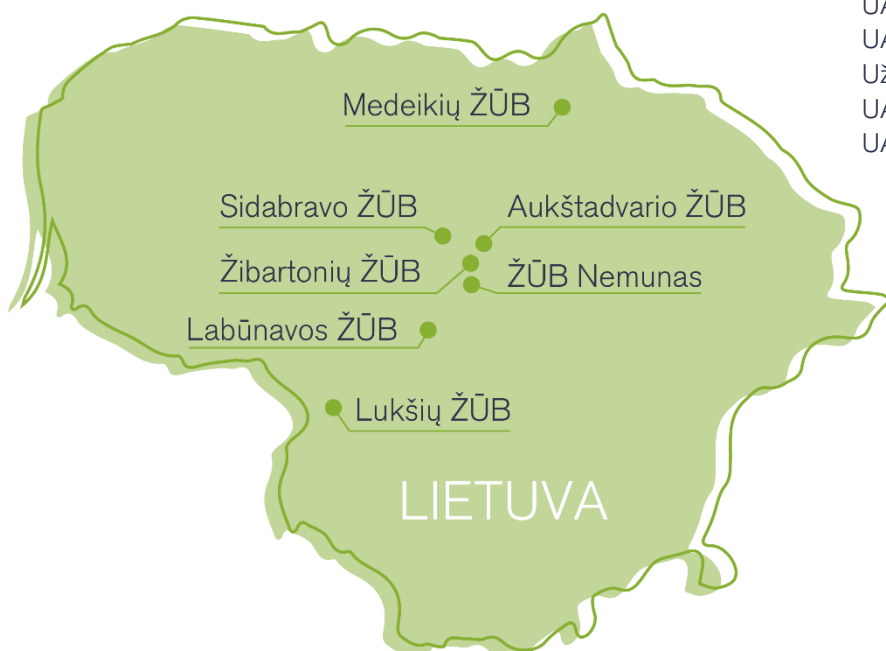 Medeikių ŽŪB
Sidabravo ŽŪB
Aukštadvario ŽŪB
Žibartonių ŽŪB
ŽŪB Nemunas
Labūnavos ŽŪB
Lukšių ŽŪB
LIETUVA